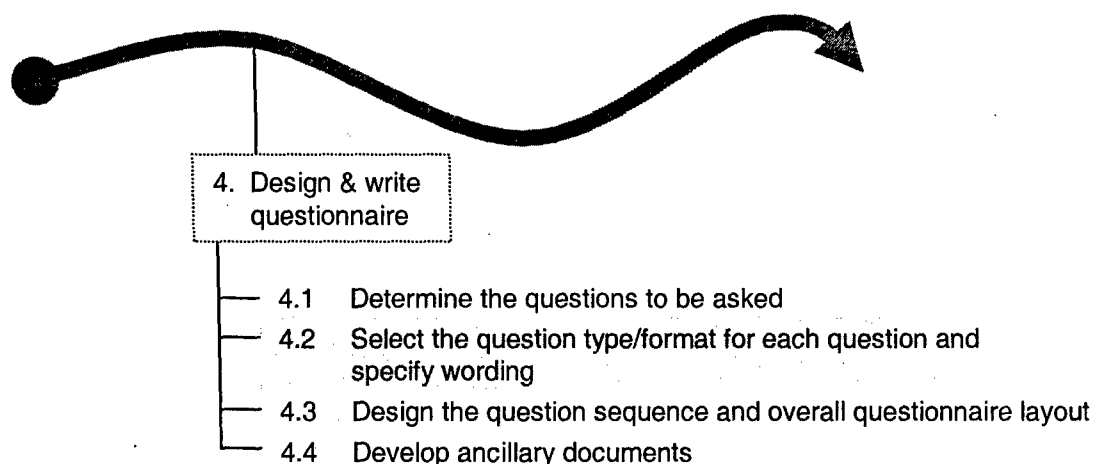 4. Design & write
questionnaire
4.1 Determine the questions to be asked
4.2 Select the question type/format for each question and
specify wording
4.3 Design the question sequence and overall questionnaire layout
4.4 Develop ancillary documents